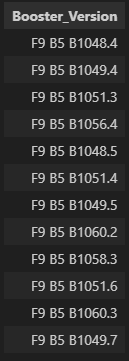 Booster_Version
F9 B5 B1048.4
F9 B5 B1049.4
F9 B5 B1051.3
F9 B5 B1056.4
F9 B5 B1048.5
F9 B5 B1051.4
F9 B5 B1049.5
F9 B5 B1060.2
F9 B5 B1058.3
F9 B5 B1051.6
F9 B5 B1060.3
F9 B5 B1049.7